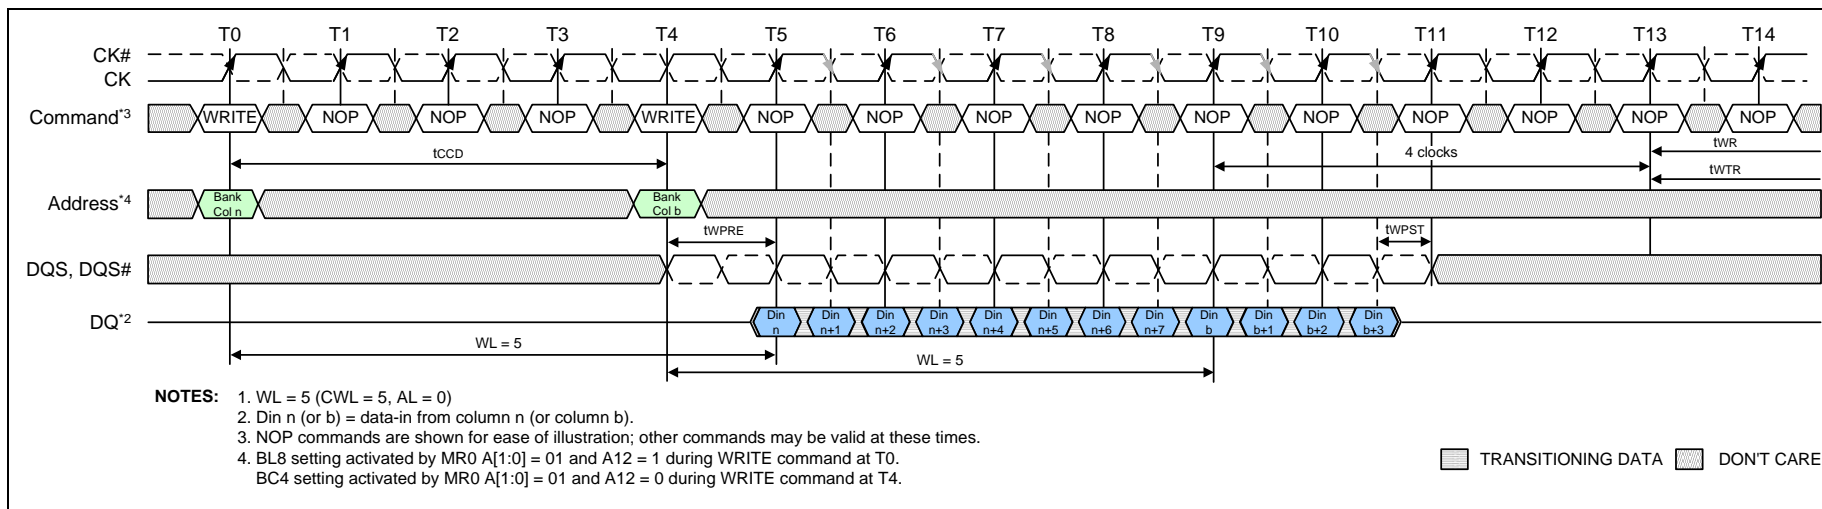 T0 T1 T2 T3 T4 T5 T6 T7 T8 T9 T10 T11 T12 T13 T14
CK#
CK
Command*3 WRITE NOP NOP NOP WRITE NOP NOP NOP NOP NOP NOP NOP NOP NOP NOP
tCCD 4 clocks tWR
tWTR
Address*4 Bank Col n Bank Col b
tWPRE tWPST
DQS, DQS#
DQ*2 Din n Din n+1 Din n+2 Din n+3 Din n+4 Din n+5 Din n+6 Din n+7 Din b Din b+1 Din b+2 Din b+3
WL = 5
WL = 5
NOTES: 1. WL = 5 (CWL = 5, AL = 0)
2. Din n (or b) = data-in from column n (or column b).
3. NOP commands are shown for ease of illustration; other commands may be valid at these times.
4. BL8 setting activated by MR0 A[1:0] = 01 and A12 = 1 during WRITE command at T0.
BC4 setting activated by MR0 A[1:0] = 01 and A12 = 0 during WRITE command at T4.
TRANSITIONING DATA DON'T CARE